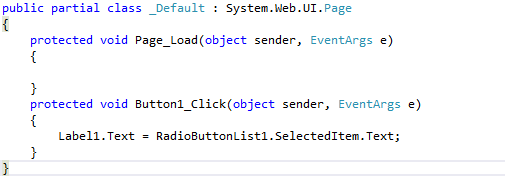 public partial class _Default : System.Web.UI.Page
{
    protected void Page_Load(object sender, EventArgs e)
    {
    }
    protected void Button1_Click(object sender, EventArgs e)
    {
        Label1.Text = RadioButtonList1.SelectedItem.Text;
    }
}